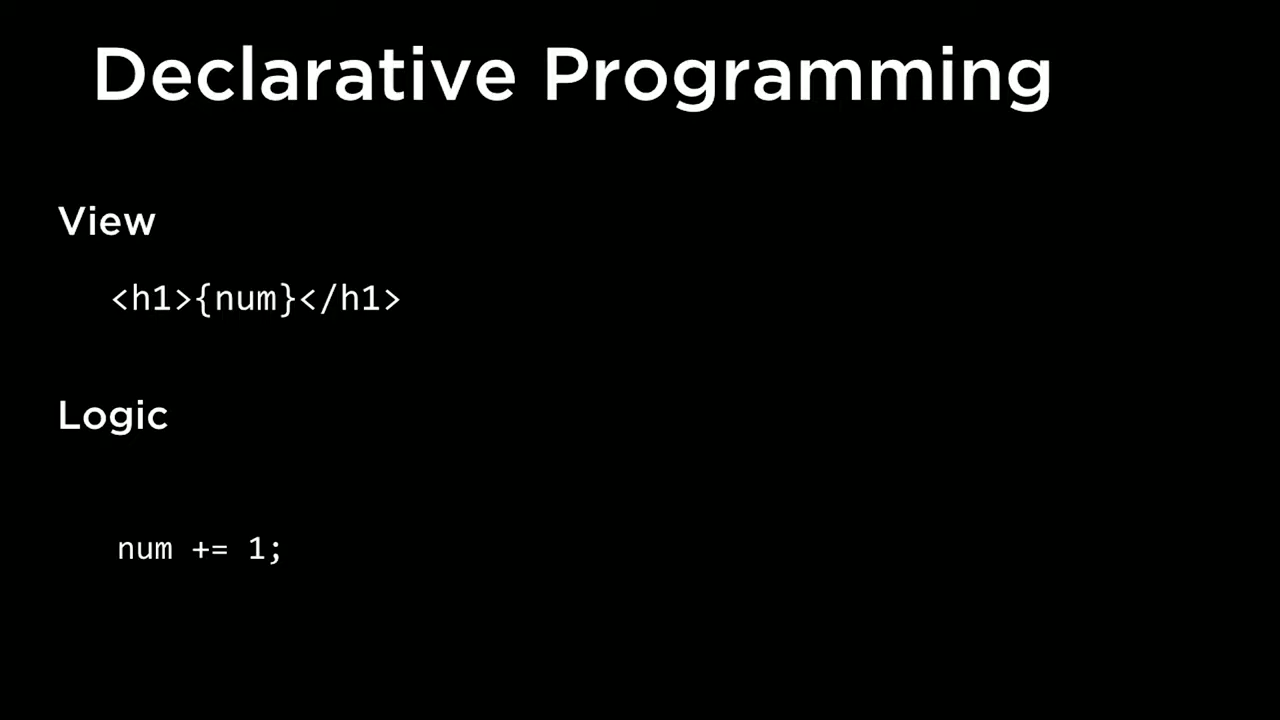 Declarative Programming
View
<h1>{num}</h1>
Logic
num += 1;